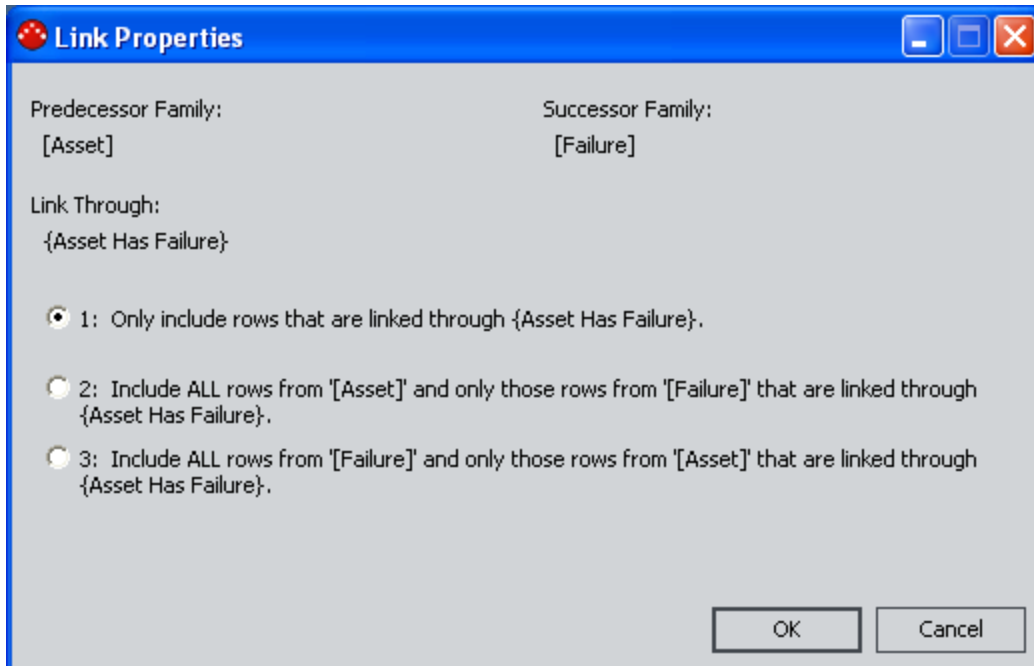 Link Properties
Predecessor Family:
[Asset]
Successor Family:
[Failure]
Link Through:
{Asset Has Failure}
1: Only include rows that are linked through {Asset Has Failure}.
2: Include ALL rows from '[Asset]' and only those rows from '[Failure]' that are linked through
{Asset Has Failure}.
3: Include ALL rows from '[Failure]' and only those rows from '[Asset]' that are linked through
{Asset Has Failure}.
OK
Cancel